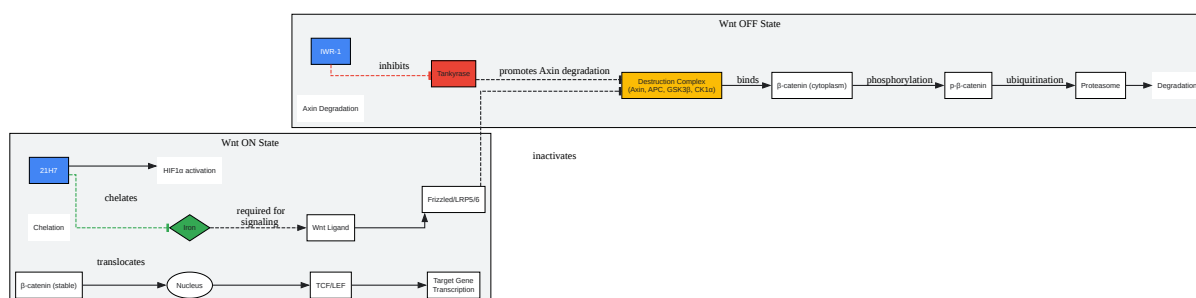 Wnt OFF State
IWR-1
inhibits
Tankyrase
promotes Axin degradation
Destruction Complex
(Axin, APC, GSK3β, CK1α)
binds
β-catenin (cytoplasm)
phosphorylation
p-β-catenin
ubiquitination
Proteasome
Degradation
Axin Degradation
Wnt ON State
21H7
HIF1α activation
inactivates
chelates
Frizzled/LRP5/6
Chelation
Iron
required for
signaling
Wnt Ligand
translocates
β-catenin (stable)
Nucleus
TCF/LEF
Target Gene
Transcription